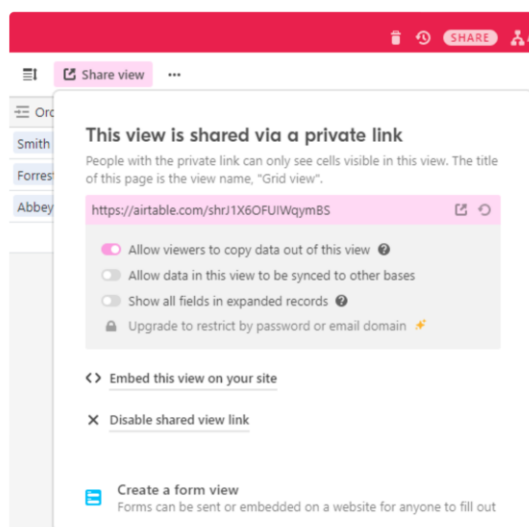 SHARE
Share view
Smith
This view is shared via a private link
People with the private link can only see cells visible in this view. The title
of this page is the view name, "Grid view".
https://airtable.com/shrJ1X6OFUIWqymBS
Allow viewers to copy data out of this view
Allow data in this view to be synced to other bases
Show all fields in expanded records
Upgrade to restrict by password or email domain
Embed this view on your site
Disable shared view link
Create a form view
Forms can be sent or embedded on a website for anyone to fill out